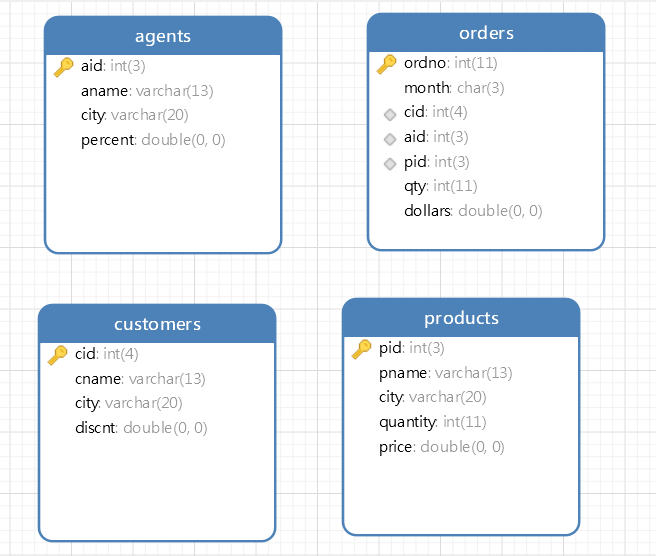 agents
aid: int(3)
aname: varchar(13)
city: varchar(20)
percent: double(0, 0)
orders
ordno: int(11)
month: char(3)
cid: int(4)
aid: int(3)
pid: int(3)
qty: int(11)
dollars: double(0, 0)
customers
cid: int(4)
cname: varchar(13)
city: varchar(20)
discnt: double(0, 0)
products
pid: int(3)
pname: varchar(13)
city: varchar(20)
quantity: int(11)
price: double(0, 0)